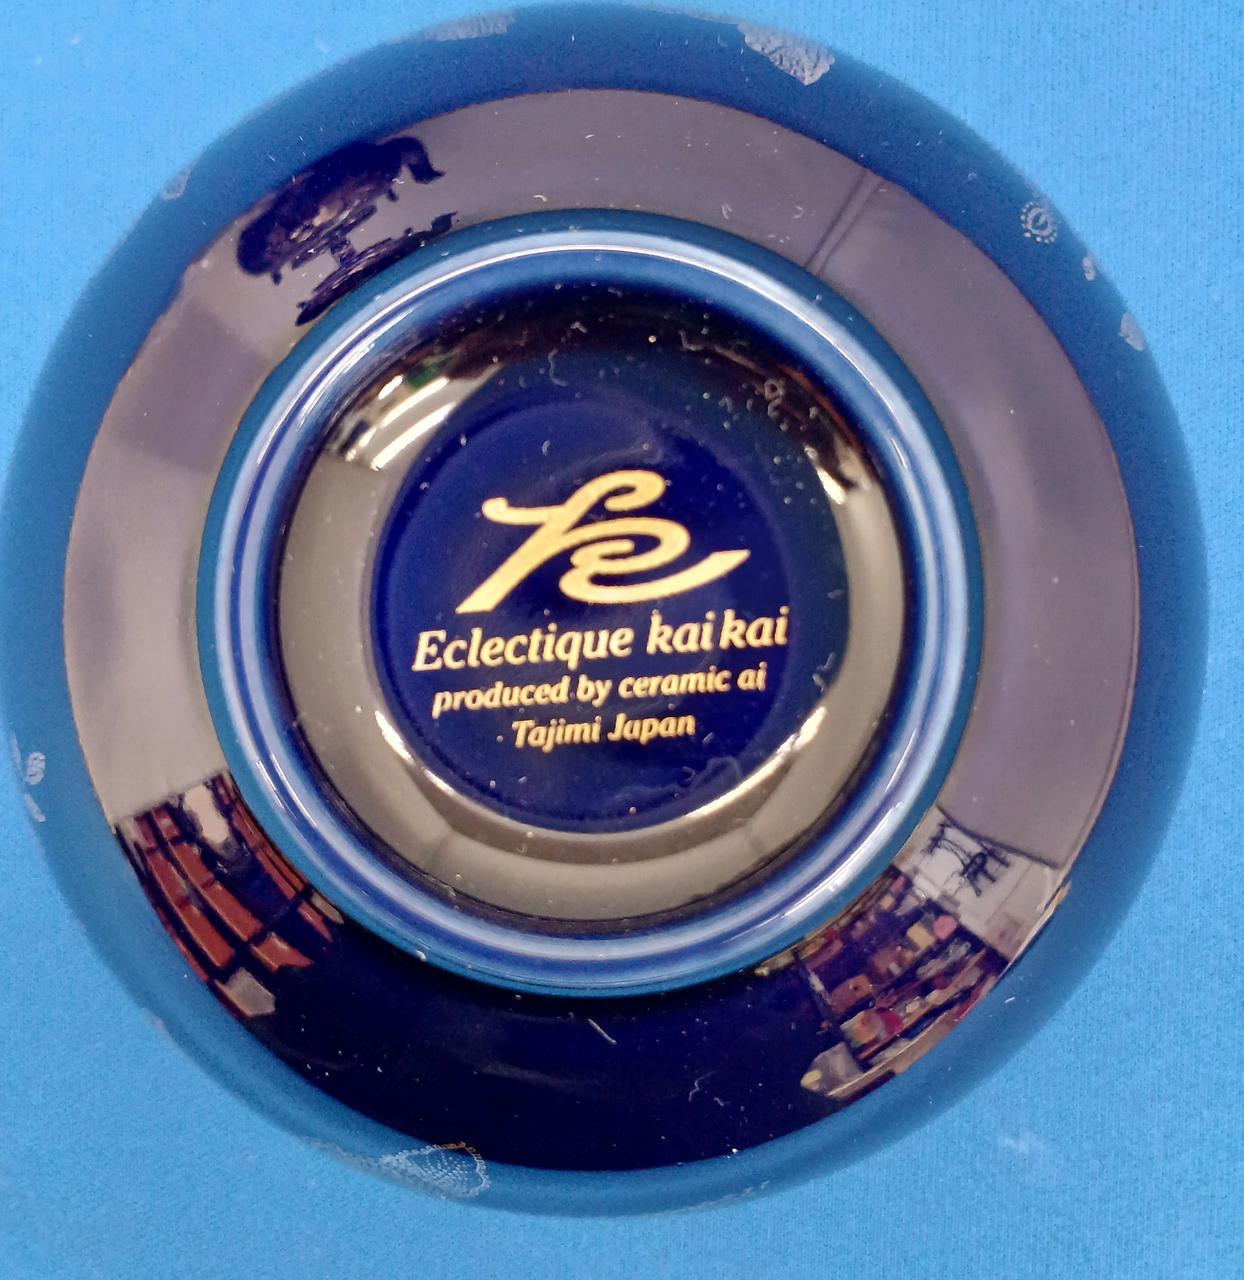 Eclectique kai kai
produced by ceramic ai
Tajimi Japan